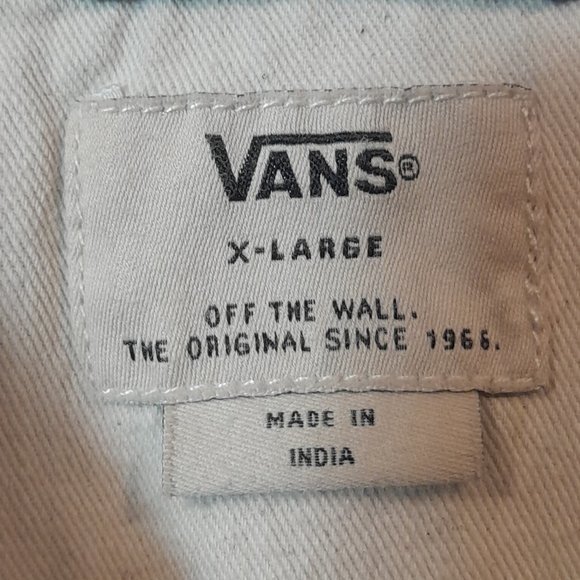 VANS®
X-LARGE
OFF THE WALL.
THE ORIGINAL SINCE 1966.
MADE IN
INDIA